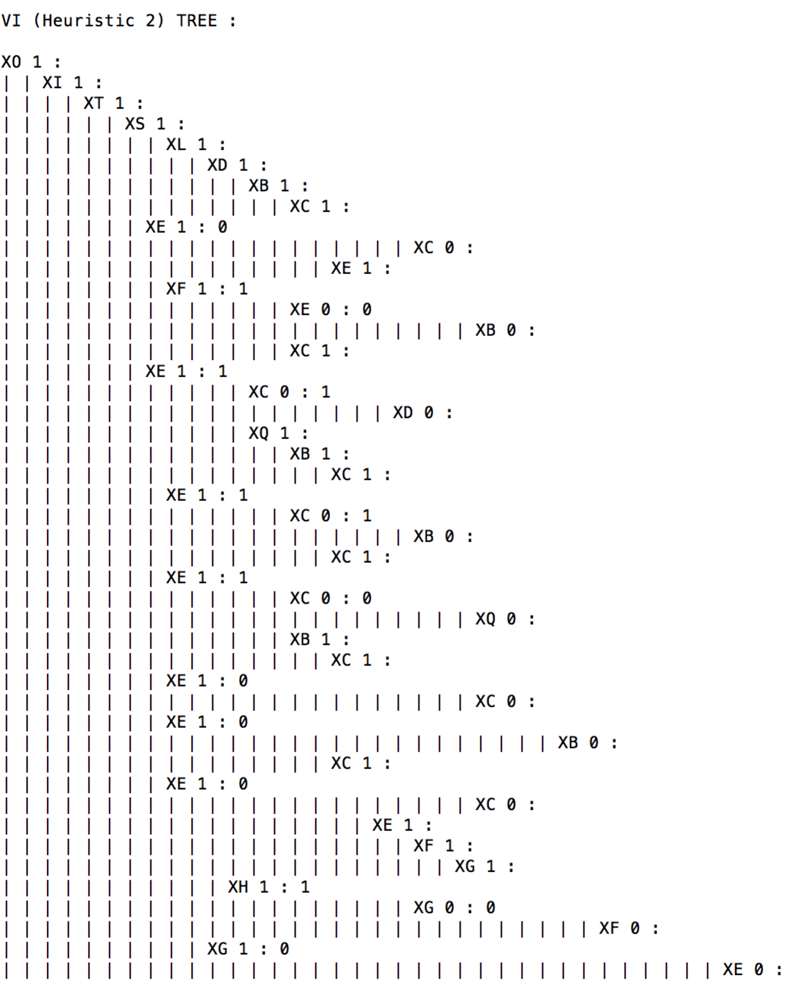 VI (Heuristic 2) TREE :
XO 1 :
| | XI 1 :
| | | | XT 1 :
| | | | | | XS 1 :
| | | | | | | | XL 1 :
| | | | | | | | | | XD 1 :
| | | | | | | | | | | | XB 1 :
| | | | | | | | | | | | | | XC 1 :
| | | | | | | XE 1 : 0
| | | | | | | | | | | | | | | | | | | | XC 0 :
| | | | | | | | | | | | | | | | XE 1 :
| | | | | | | | XF 1 : 1
| | | | | | | | | | | | | | XE 0 : 0
| | | | | | | | | | | | | | | | | | | | | | | XB 0 :
| | | | | | | | | | | | | | XC 1 :
| | | | | | | XE 1 : 1
| | | | | | | | | | | | XC 0 : 1
| | | | | | | | | | | | | | | | | | | XD 0 :
| | | | | | | | | | | | XQ 1 :
| | | | | | | | | | | | | | XB 1 :
| | | | | | | | | | | | | | | | XC 1 :
| | | | | | | | XE 1 : 1
| | | | | | | | | | | | | | XC 0 : 1
| | | | | | | | | | | | | | | | | | | | XB 0 :
| | | | | | | | | | | | | | | | XC 1 :
| | | | | | | | XE 1 : 1
| | | | | | | | | | | | | | XC 0 : 0
| | | | | | | | | | | | | | | | | | | | | | | XQ 0 :
| | | | | | | | | | | | | | XB 1 :
| | | | | | | | | | | | | | | | XC 1 :
| | | | | | | | XE 1 : 0
| | | | | | | | | | | | | | | | | | | | | | | XC 0 :
| | | | | | | | XE 1 : 0
| | | | | | | | | | | | | | | | | | | | | | | | | | | XB 0 :
| | | | | | | | | | | | | | | | XC 1 :
| | | | | | | | XE 1 : 0
| | | | | | | | | | | | | | | | | | | | | | | XC 0 :
| | | | | | | | | | | | | | | | | | XE 1 :
| | | | | | | | | | | | | | | | | | | | XF 1 :
| | | | | | | | | | | | | | | | | | | | | | XG 1 :
| | | | | | | | | | | XH 1 : 1
| | | | | | | | | | | | | | | | | | | | XG 0 : 0
| | | | | | | | | | | | | | | | | | | | | | | | | | | | | XF 0 :
| | | | | | | | | | XG 1 : 0
| | | | | | | | | | | | | | | | | | | | | | | | | | | | | | | | | | | XE 0 :